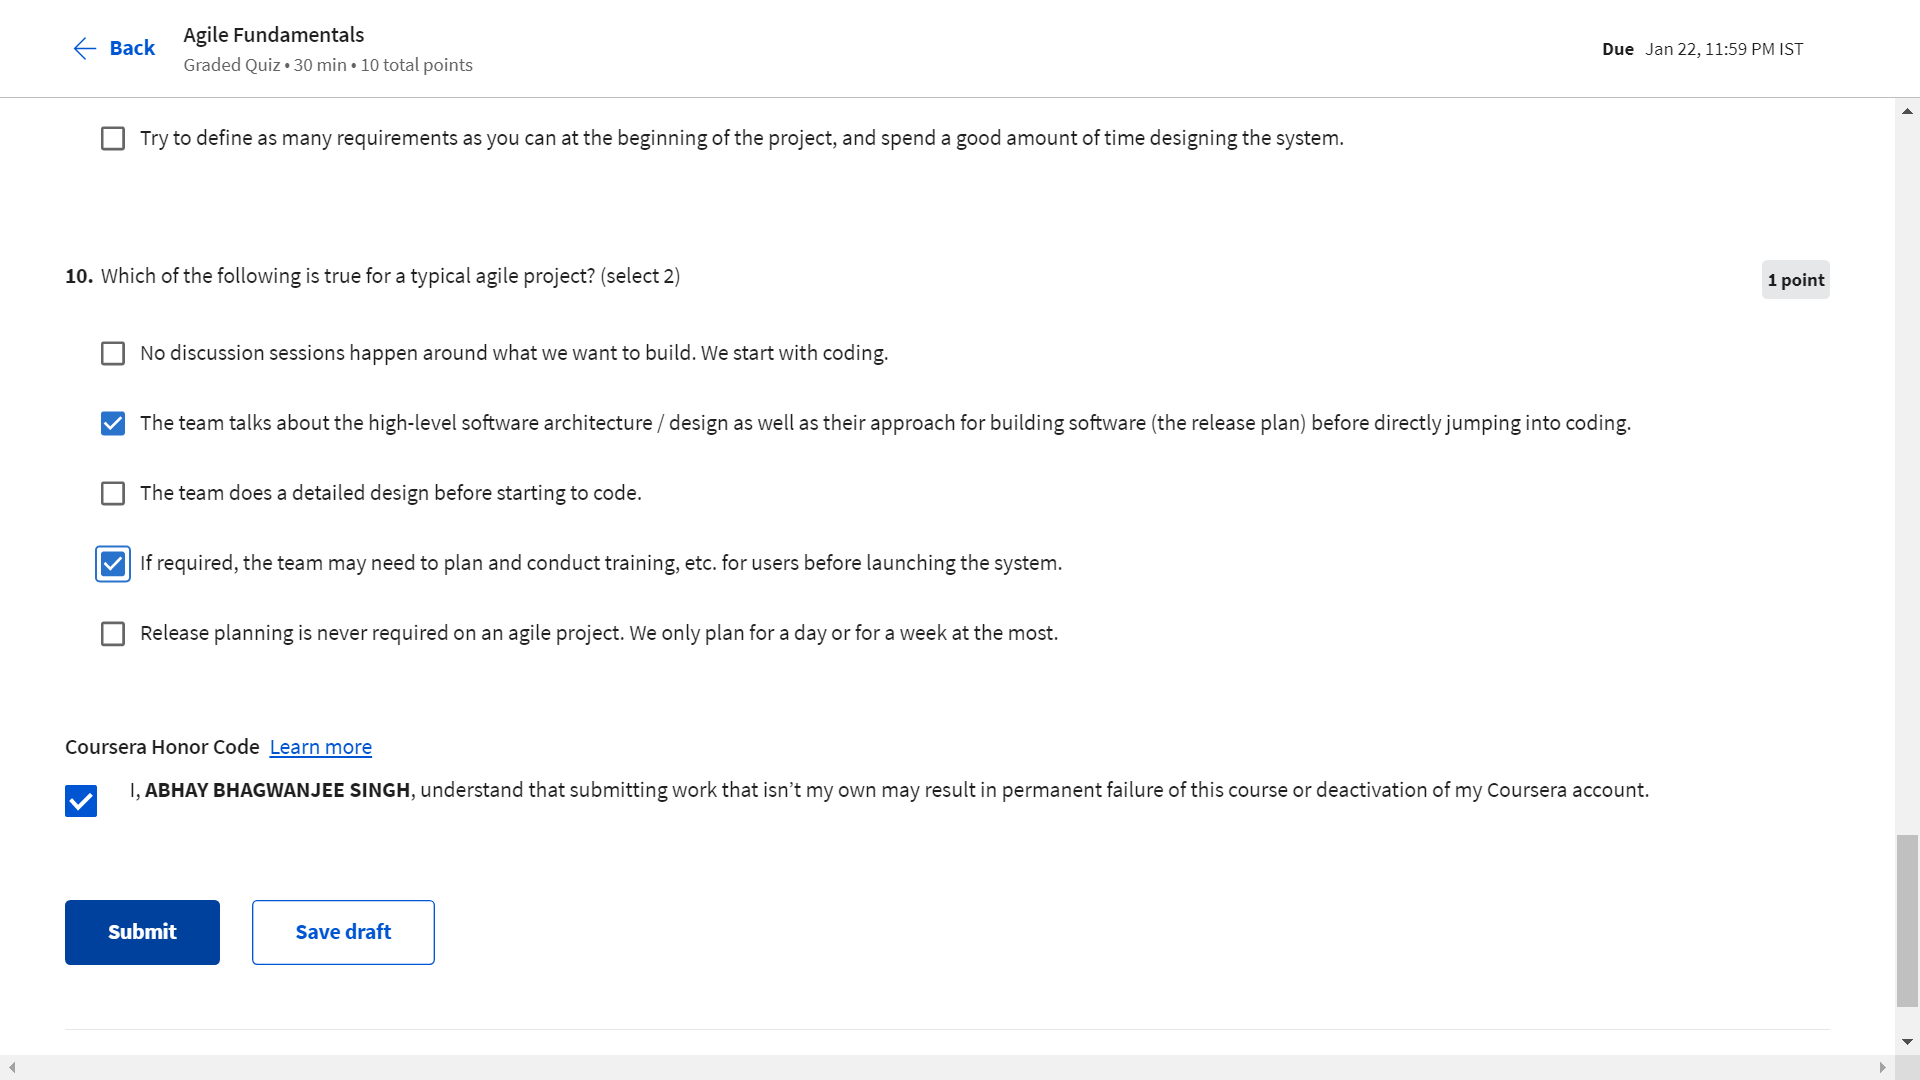 Back
Agile Fundamentals
Graded Quiz • 30 min • 10 total points
Due Jan 22, 11:59 PM IST
Try to define as many requirements as you can at the beginning of the project, and spend a good amount of time designing the system.
10. Which of the following is true for a typical agile project? (select 2)
1 point
No discussion sessions happen around what we want to build. We start with coding.
The team talks about the high-level software architecture / design as well as their approach for building software (the release plan) before directly jumping into coding.
The team does a detailed design before starting to code.
If required, the team may need to plan and conduct training, etc. for users before launching the system.
Release planning is never required on an agile project. We only plan for a day or for a week at the most.
Coursera Honor Code Learn more
I, ABHAY BHAGWANJEE SINGH, understand that submitting work that isn’t my own may result in permanent failure of this course or deactivation of my Coursera account.
Submit
Save draft